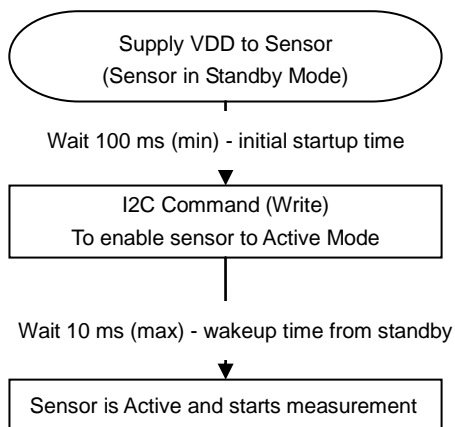 Supply VDD to Sensor
(Sensor in Standby Mode)
Wait 100 ms (min) - initial startup time
I2C Command (Write)
To enable sensor to Active Mode
Wait 10 ms (max) - wakeup time from standby
Sensor is Active and starts measurement